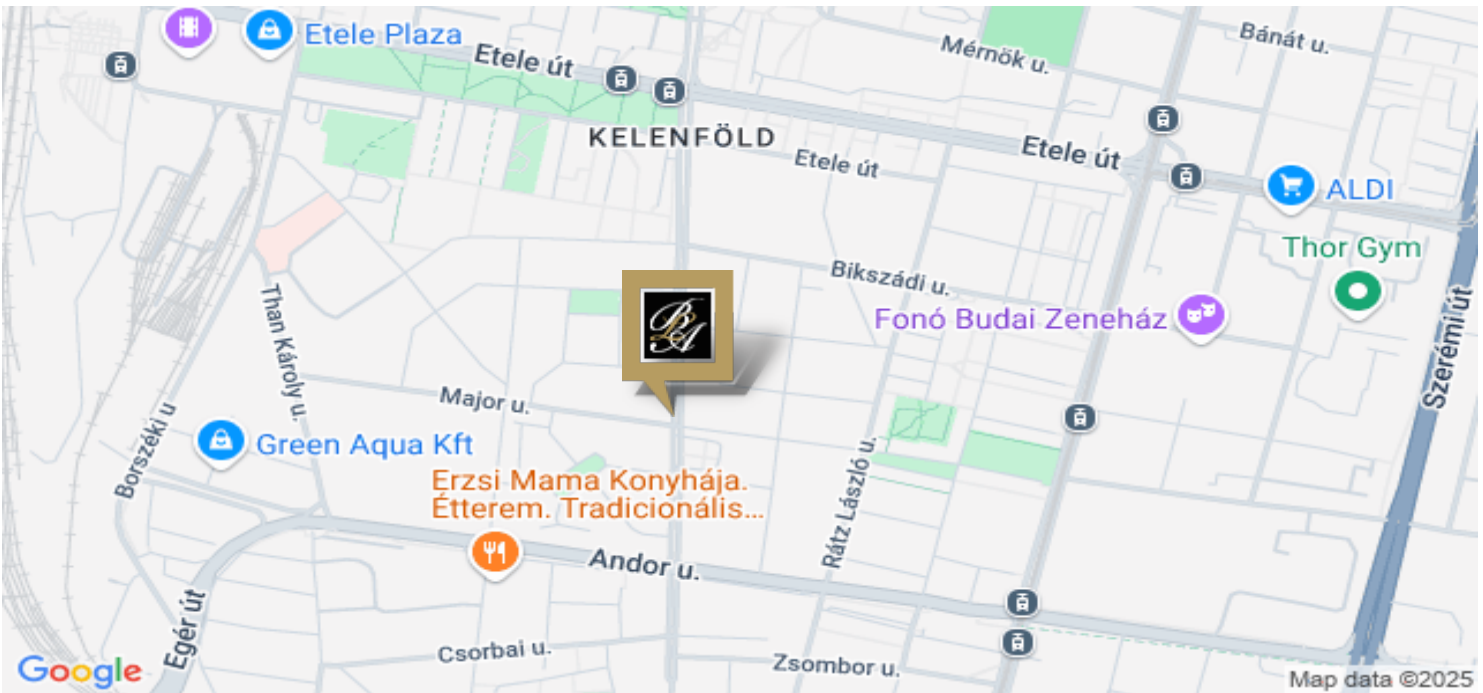 Etele Plaza
Etele út
Mérnök u.
Bánát u.
KELENFÖLD
Etele út
Etele út
ALDI
Thor Gym
Bikszádi u.
Fonó Budai Zeneház
Than Károly u.
BA
Szerémi út
Major u.
Borszéki u
Green Aqua Kft
Erzsi Mama Konyhája.
Étterem. Tradicionális...
Rátz László u.
Andor u.
Egér út
Csorbai u.
Zsombor u.
Google
Map data ©2025